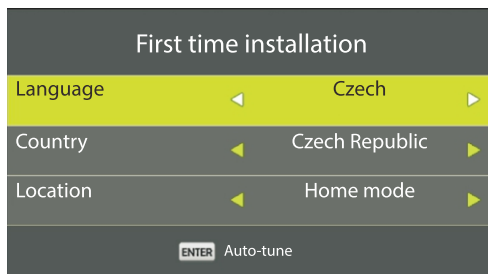 First time installation
Language Czech
Country Czech Republic
Location Home mode
ENTER Auto-tune